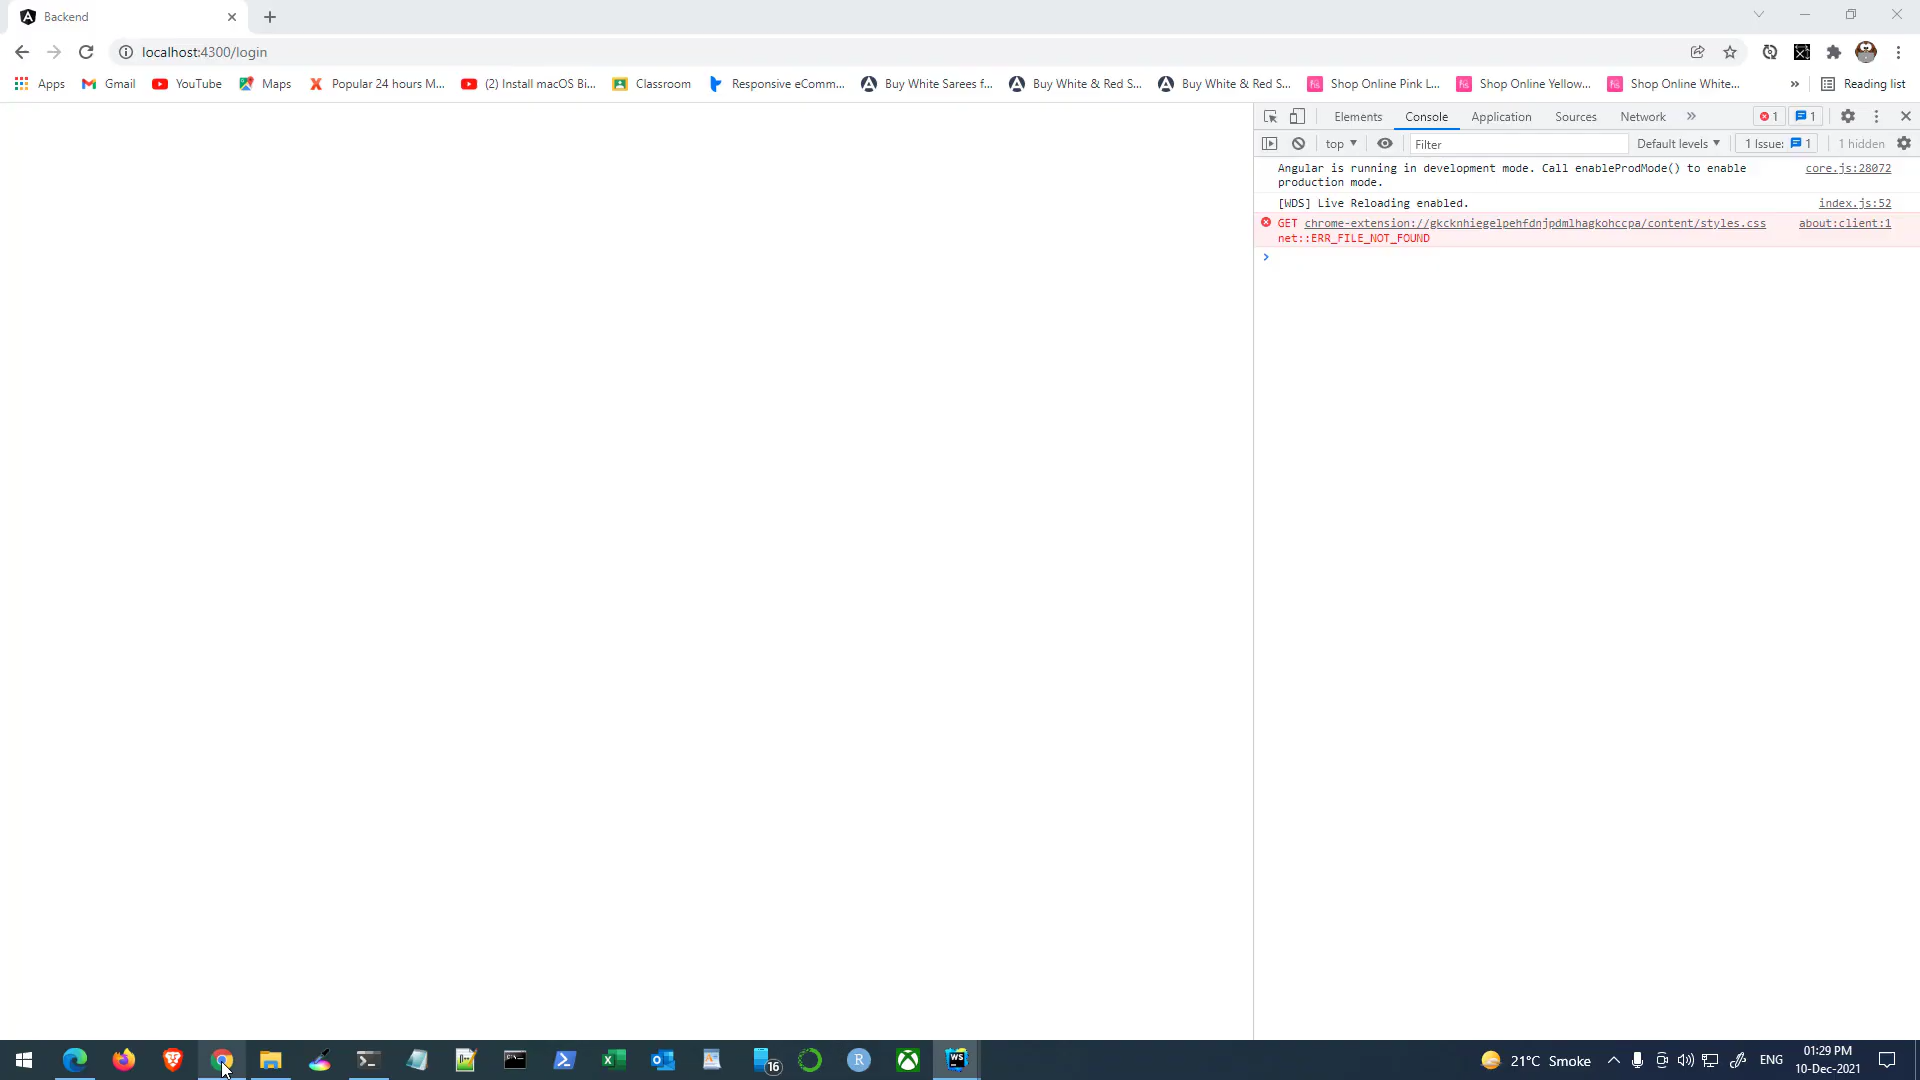 Backend
localhost:4300/login
Apps Gmail YouTube Maps Popular 24 hours M... (2) Install macOS Bi... Classroom Responsive eComm... Buy White Sarees f... Buy White & Red S... Buy White & Red S... Shop Online Pink L... Shop Online Yellow... Shop Online White... » Reading list
Elements Console Application Sources Network » 1 1
top Filter Default levels 1 Issue: 1 1 hidden
Angular is running in development mode. Call enableProdMode() to enable core.js:28072
production mode.
[WDS] Live Reloading enabled. index.js:52
GET chrome-extension://gkcknhiegelpehfdnjpdmlhagkohccpa/content/styles.css about:client:1
net::ERR_FILE_NOT_FOUND
>
16 R WS 21°C Smoke ENG 01:29 PM
10-Dec-2021